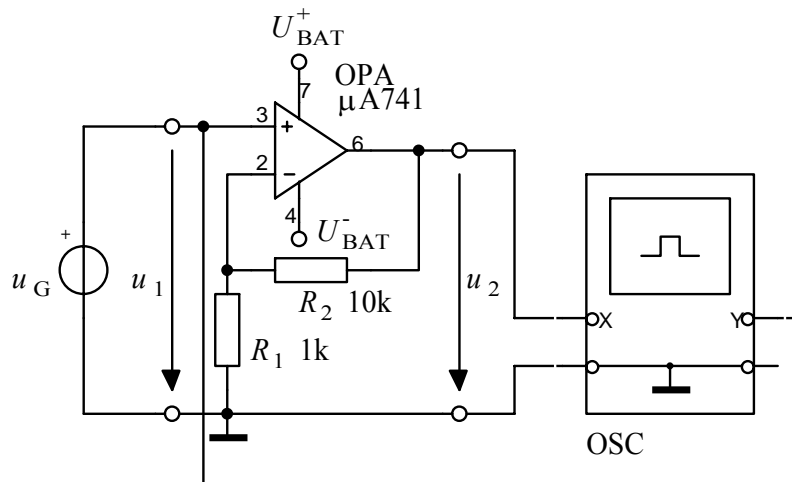 U+BAT
OPA
μA741
7
3
+
2
−
6
4
U-BAT
+
uG
u1
R2 10k
u2
R1 1k
X
Y
OSC